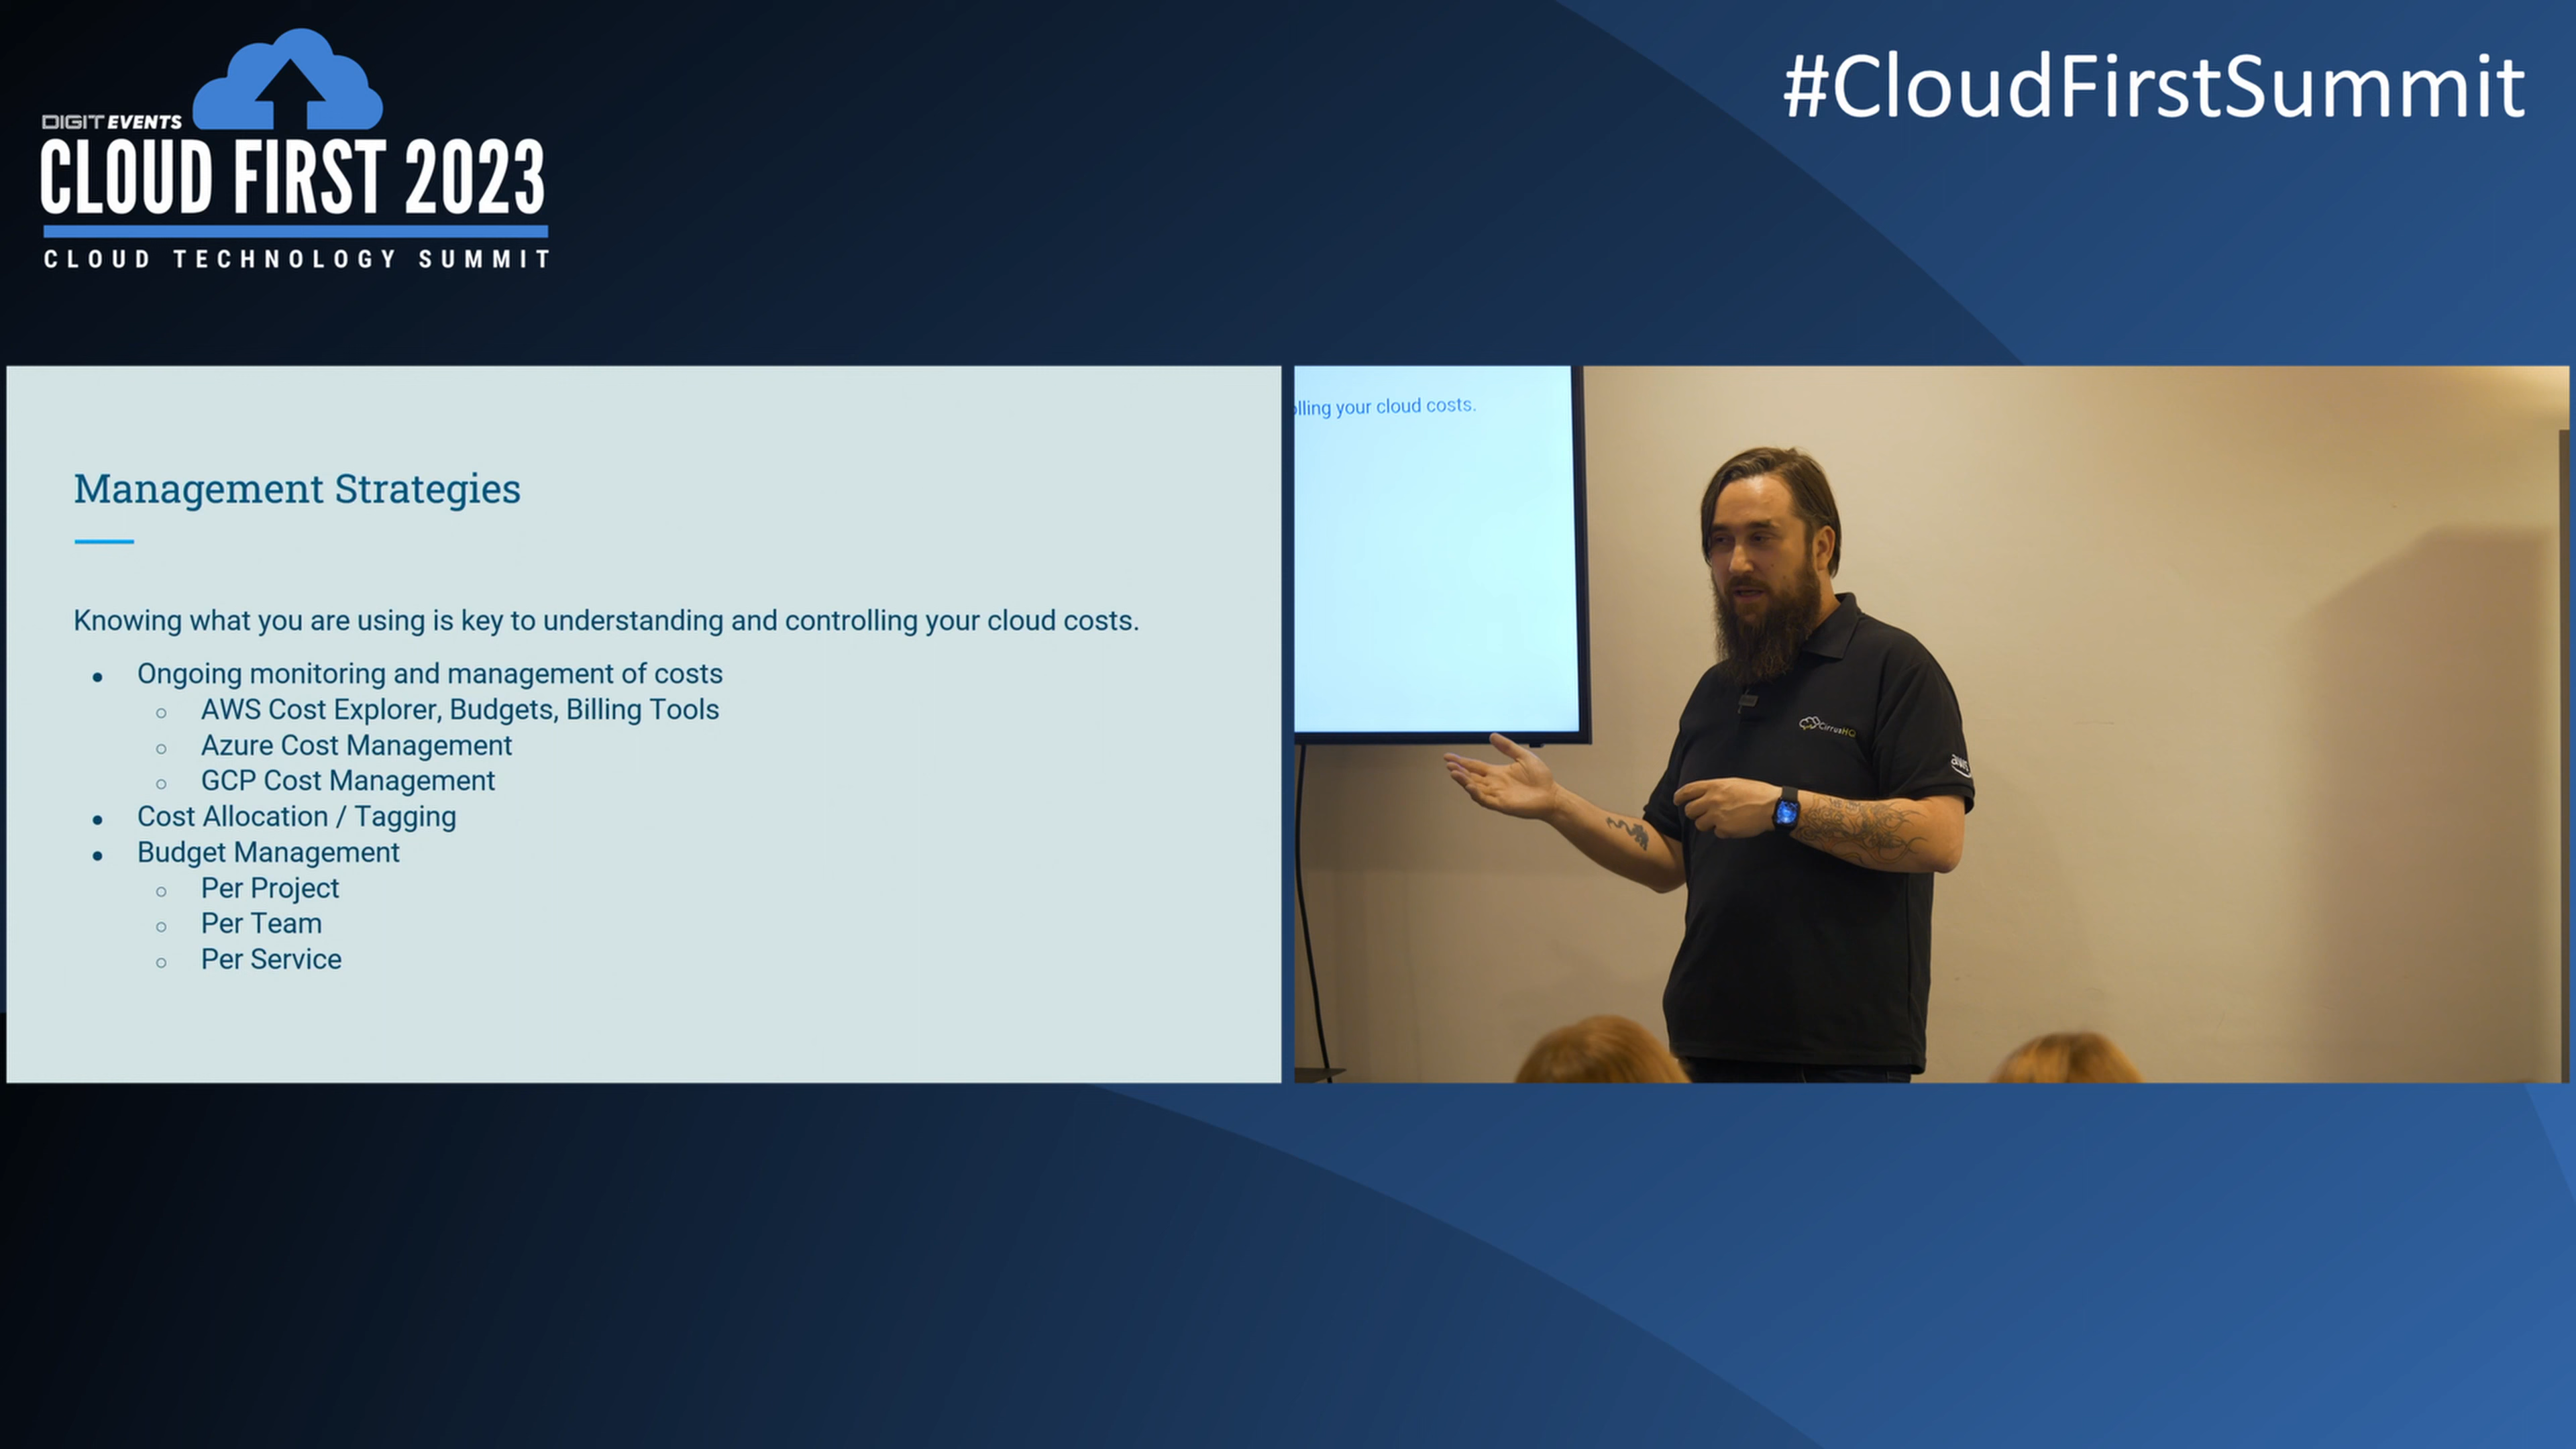 DIGIT EVENTS
CLOUD FIRST 2023
CLOUD TECHNOLOGY SUMMIT
#CloudFirstSummit
Management Strategies
Knowing what you are using is key to understanding and controlling your cloud costs.
● Ongoing monitoring and management of costs
○ AWS Cost Explorer, Budgets, Billing Tools
○ Azure Cost Management
○ GCP Cost Management
● Cost Allocation / Tagging
● Budget Management
○ Per Project
○ Per Team
○ Per Service
olling your cloud costs.
CirrusHQ
aws